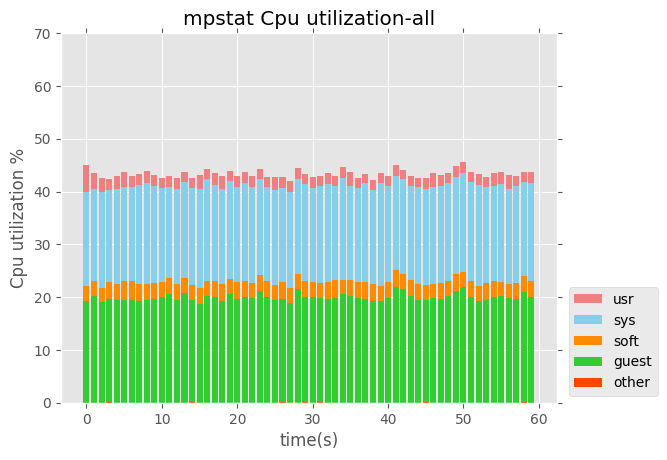 mpstat Cpu utilization-all
Cpu utilization %
70
60
50
40
30
20
10
0
0 10 20 30 40 50 60
time(s)
usr
sys
soft
guest
other